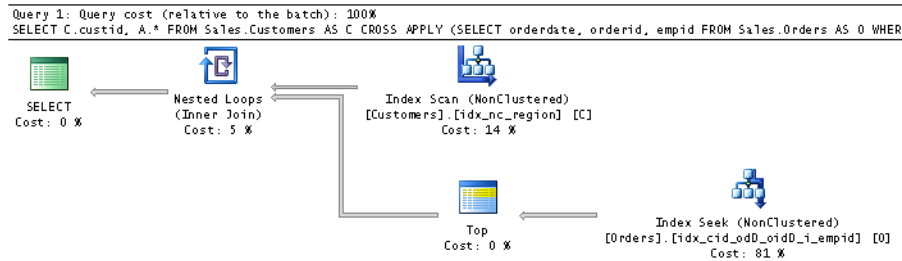 Query 1: Query cost (relative to the batch): 100%
SELECT C.custid, A.* FROM Sales.Customers AS C CROSS APPLY (SELECT orderdate, orderid, empid FROM Sales.Orders AS O WHER
SELECT
Cost: 0 %
Nested Loops
(Inner Join)
Cost: 5 %
Index Scan (NonClustered)
[Customers].[idx_nc_region] [C]
Cost: 14 %
Top
Cost: 0 %
Index Seek (NonClustered)
[Orders].[idx_cid_odD_oidD_i_empid] [O]
Cost: 81 %